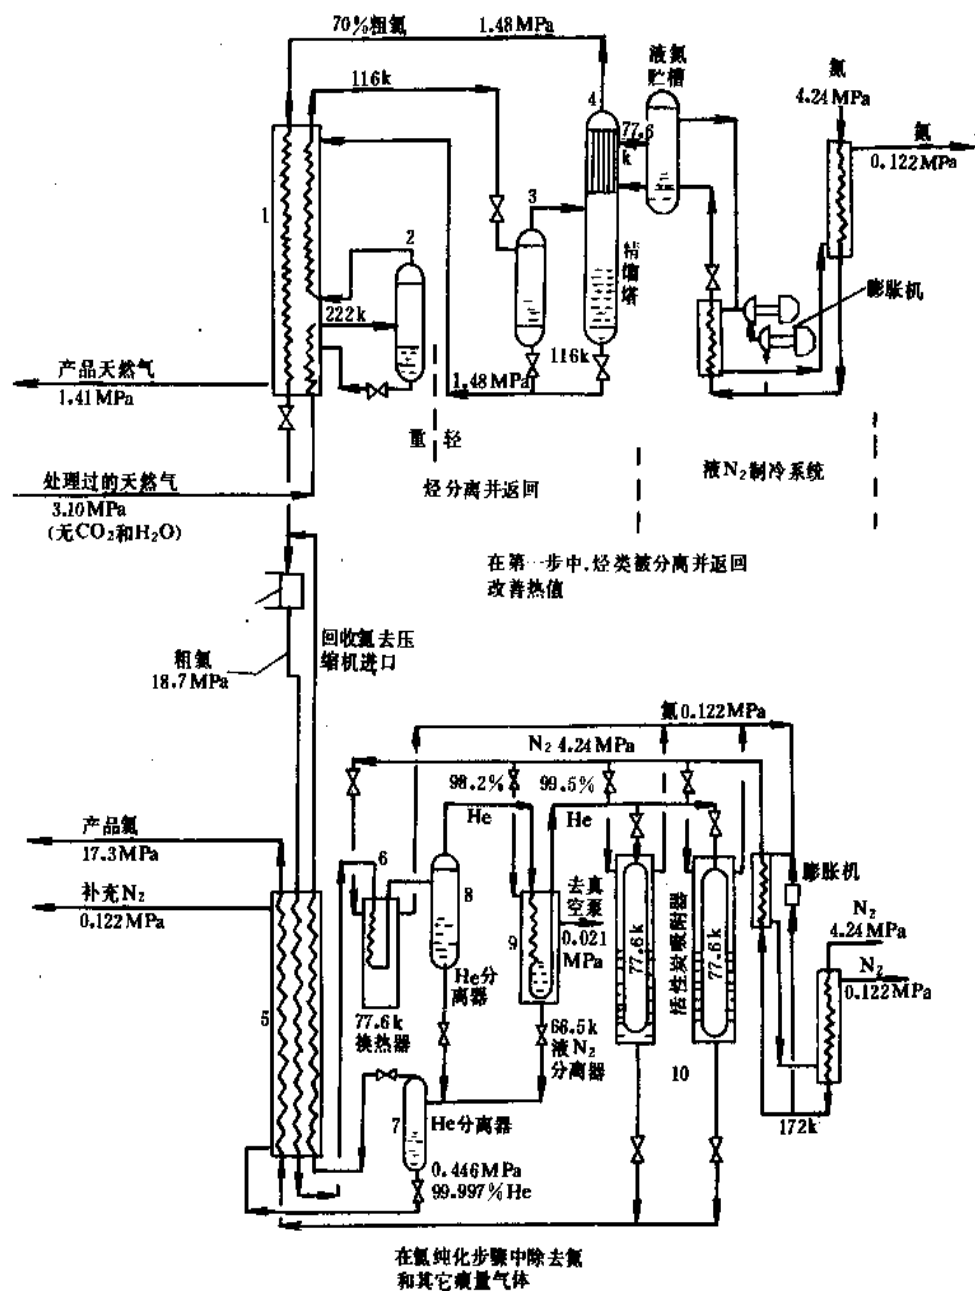 70%粗氦
1.48MPa
116k
液氮
贮槽
氮
4.24MPa
氮
0.122MPa
4
77.6
k
3
1
2
精
馏
塔
膨胀机
222k
116k
产品天然气
1.41MPa
1.48MPa
重
轻
处理过的天然气
3.10MPa
(无CO₂和H₂O)
烃分离并返回
液N₂制冷系统
在第一步中,烃类被分离并返回
改善热值
回收氦去压
缩机进口
粗氦
18.7MPa
氮0.122MPa
N₂ 4.24MPa
98.2%
He
99.5%
He
产品氦
17.3MPa
补充N₂
0.122MPa
6
8
9
去真
空泵
0.021
MPa
77.6k
活性炭吸附器
77.6k
膨胀机
N₂
4.24MPa
N₂
0.122MPa
5
77.6k
换热器
He分
离器
66.5k
液N₂
分离器
10
172k
7
He分离器
0.446MPa
99.997%He
在氦纯化步骤中除去氮
和其它痕量气体